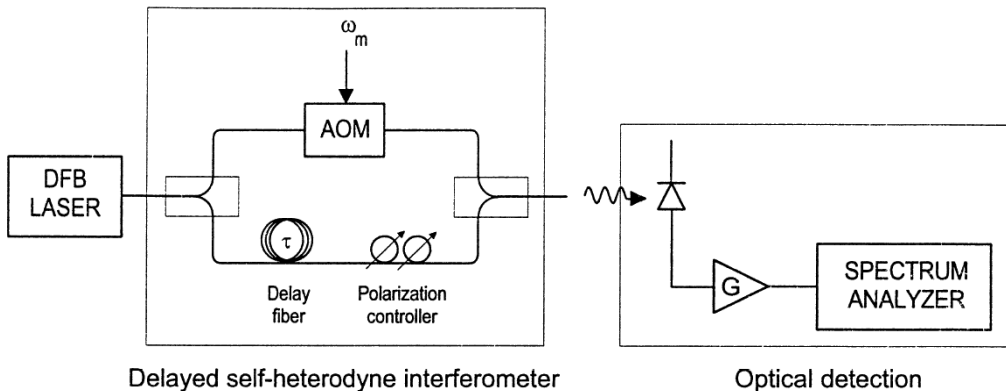 ω
m
AOM
DFB
LASER
τ
Delay
fiber
Polarization
controller
G
SPECTRUM
ANALYZER
Delayed self-heterodyne interferometer
Optical detection